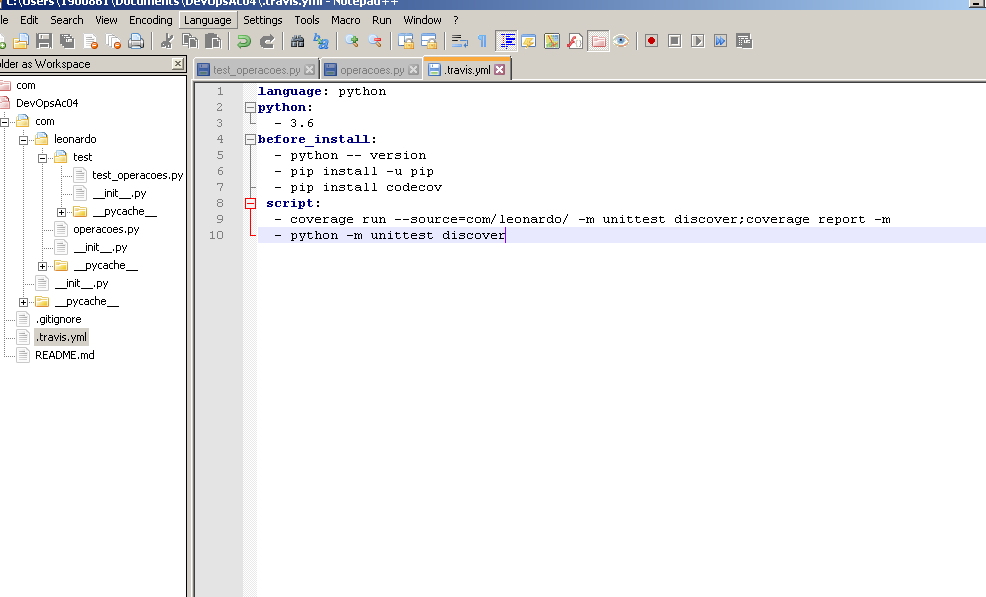 C:\Users\1900861\Documents\DevOpsAc04\.travis.yml - Notepad++
le Edit Search View Encoding Language Settings Tools Macro Run Window ?
older as Workspace
test_operacoes.py operacoes.py .travis.yml
com
DevOpsAc04
com
leonardo
test
test_operacoes.py
__init__.py
__pycache__
operacoes.py
__init__.py
__pycache__
__init__.py
__pycache__
.gitignore
.travis.yml
README.md
1 language: python
2 python:
3 - 3.6
4 before_install:
5 - python -- version
6 - pip install -u pip
7 - pip install codecov
8 script:
9 - coverage run --source=com/leonardo/ -m unittest discover;coverage report -m
10 - python -m unittest discover